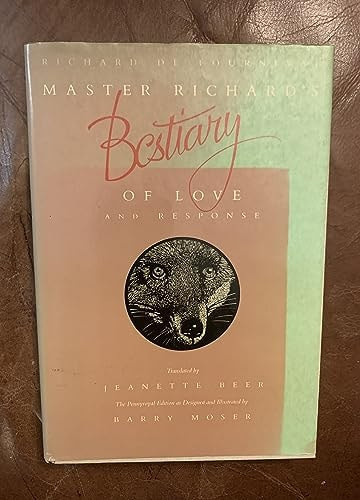 RICHARD DE FOURNIVAL
MASTER RICHARD'S
Bestiary
OF LOVE
AND RESPONSE
Translated by
JEANETTE BEER
The Pennyroyal Edition as Designed and Illustrated by
BARRY MOSER